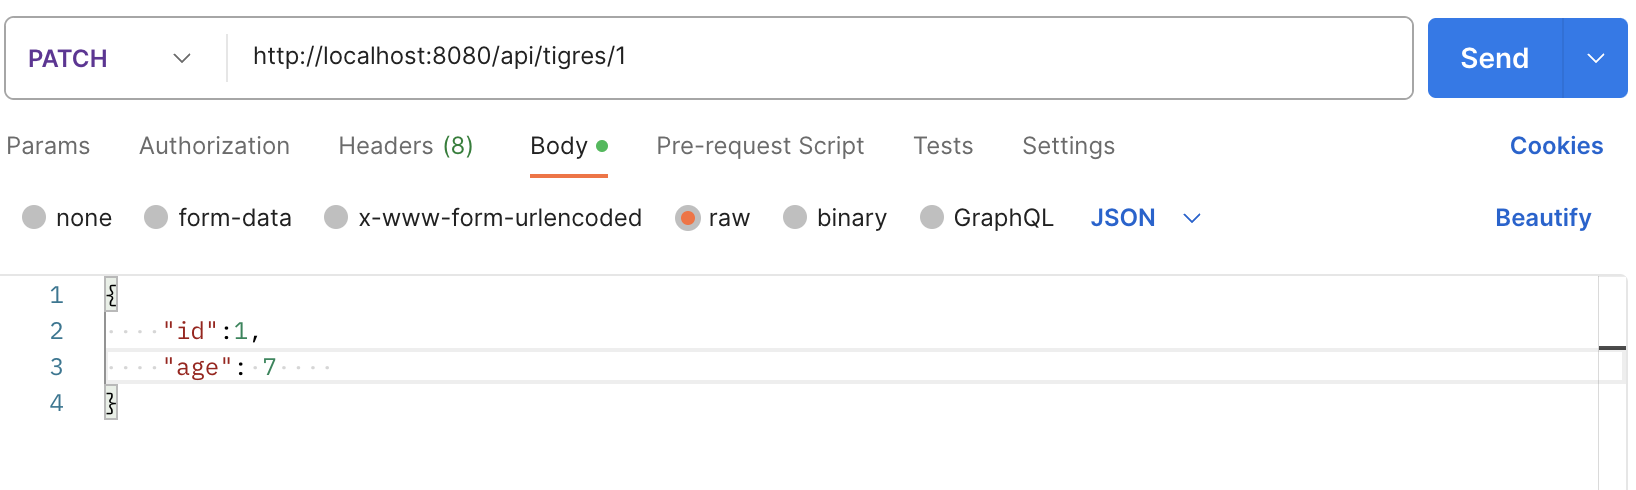 PATCH http://localhost:8080/api/tigres/1 Send
Params Authorization Headers (8) Body Pre-request Script Tests Settings Cookies
none form-data x-www-form-urlencoded raw binary GraphQL JSON Beautify
1 {
2 "id":1,
3 "age": 7
4 }